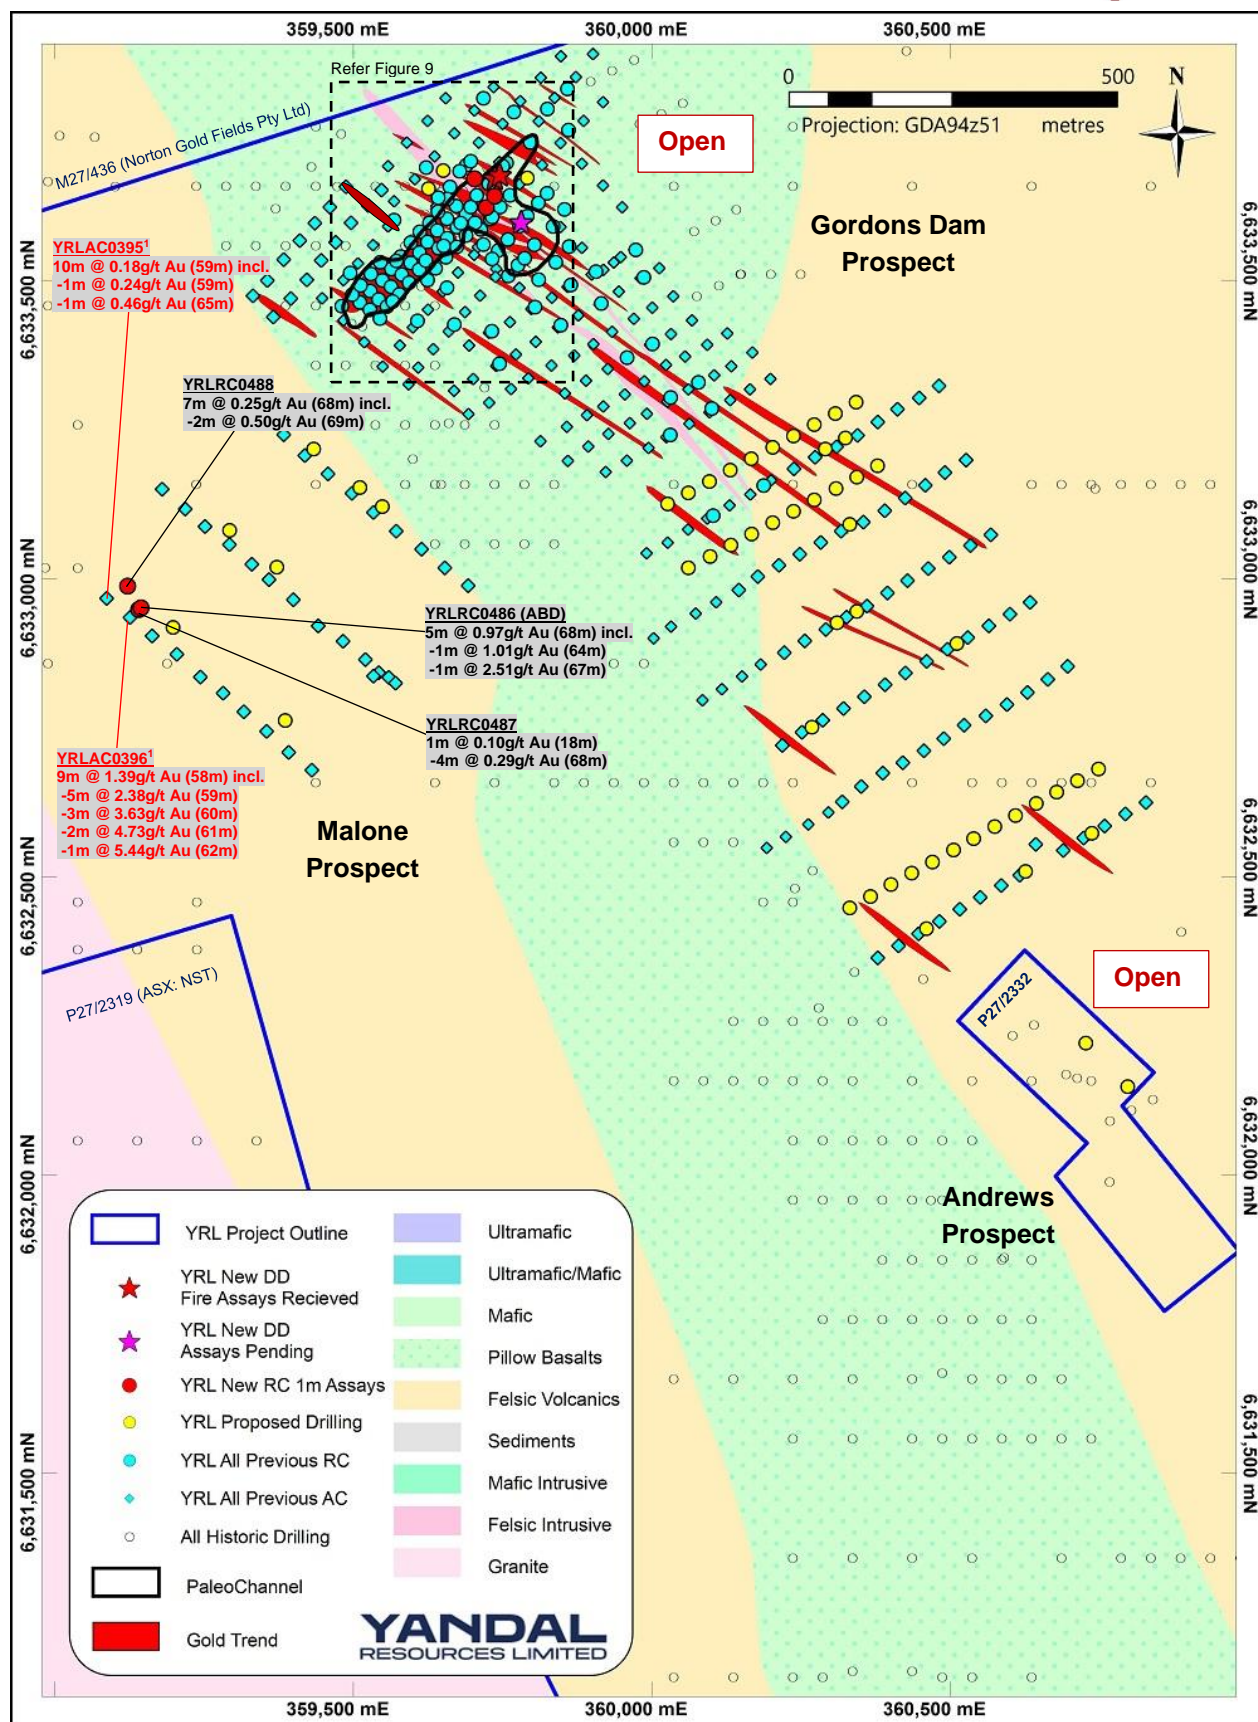 359,500 mE
360,000 mE
360,500 mE
Refer Figure 9
0
500
N
Projection: GDA94z51
metres
M27/436 (Norton Gold Fields Pty Ltd)
Open
Gordons Dam
Prospect
6,633,500 mN
6,633,500 mN
YRLAC0395¹
10m @ 0.18g/t Au (59m) incl.
-1m @ 0.24g/t Au (59m)
-1m @ 0.46g/t Au (65m)
YRLRC0488
7m @ 0.25g/t Au (68m) incl.
-2m @ 0.50g/t Au (69m)
6,633,000 mN
6,633,000 mN
YRLRC0486 (ABD)
5m @ 0.97g/t Au (68m) incl.
-1m @ 1.01g/t Au (64m)
-1m @ 2.51g/t Au (67m)
YRLRC0487
1m @ 0.10g/t Au (18m)
-4m @ 0.29g/t Au (68m)
YRLAC0396¹
9m @ 1.39g/t Au (58m) incl.
-5m @ 2.38g/t Au (59m)
-3m @ 3.63g/t Au (60m)
-2m @ 4.73g/t Au (61m)
-1m @ 5.44g/t Au (62m)
Malone
Prospect
6,632,500 mN
6,632,500 mN
P27/2319 (ASX: NST)
Open
P27/2332
6,632,000 mN
6,632,000 mN
Andrews
Prospect
YRL Project Outline
YRL New DD
Fire Assays Recieved
YRL New DD
Assays Pending
YRL New RC 1m Assays
YRL Proposed Drilling
YRL All Previous RC
YRL All Previous AC
All Historic Drilling
PaleoChannel
Gold Trend
Ultramafic
Ultramafic/Mafic
Mafic
Pillow Basalts
Felsic Volcanics
Sediments
Mafic Intrusive
Felsic Intrusive
Granite
YANDAL
RESOURCES LIMITED
6,631,500 mN
6,631,500 mN
359,500 mE
360,000 mE
360,500 mE